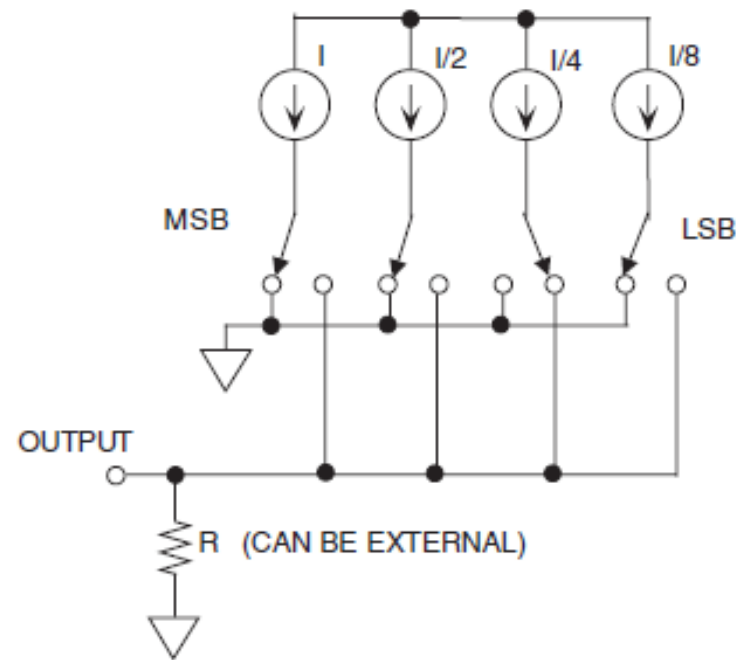 I
I/2
I/4
I/8
MSB
LSB
OUTPUT
R (CAN BE EXTERNAL)